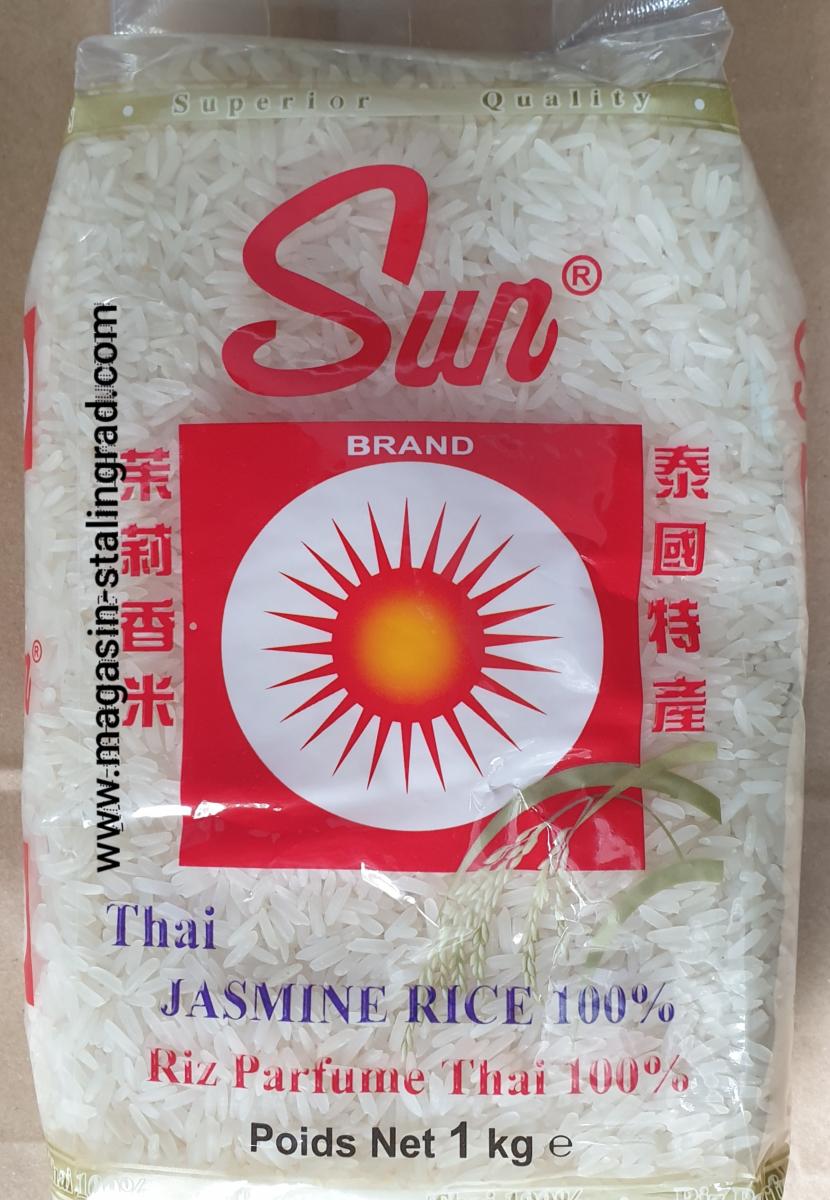 Superior Quality
Sun®
BRAND
茉莉香米
泰國特產
www.magasin-stalingrad.com
Thai
JASMINE RICE 100%
Riz Parfume Thai 100%
Poids Net 1 kg e